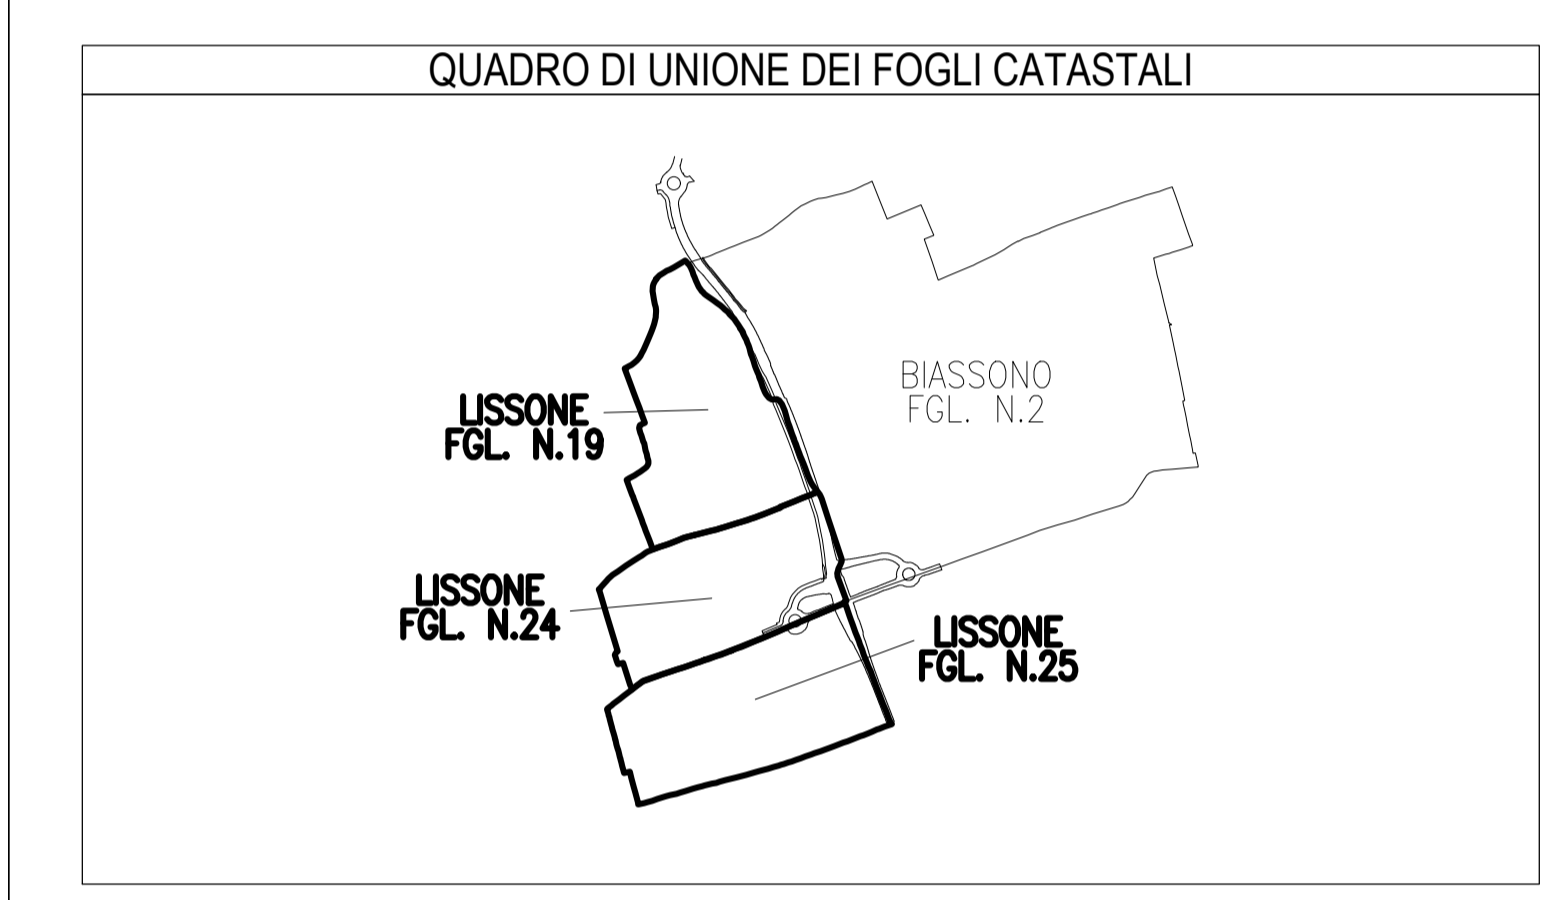 QUADRO DI UNIONE DEI FOGLI CATASTALI
BIASSONO
FGL. N.2
LISSONE
FGL. N.19
LISSONE
FGL. N.24
LISSONE
FGL. N.25